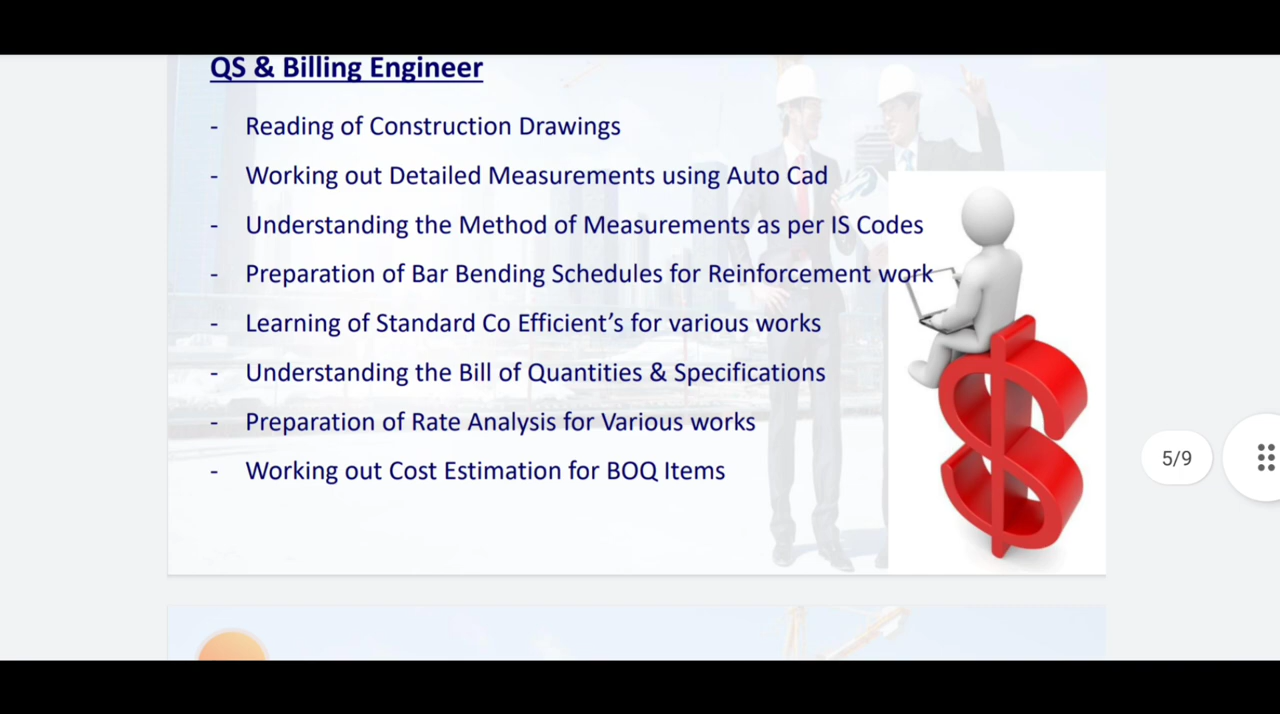 QS & Billing Engineer
- Reading of Construction Drawings
- Working out Detailed Measurements using Auto Cad
- Understanding the Method of Measurements as per IS Codes
- Preparation of Bar Bending Schedules for Reinforcement work
- Learning of Standard Co Efficient’s for various works
- Understanding the Bill of Quantities & Specifications
- Preparation of Rate Analysis for Various works
- Working out Cost Estimation for BOQ Items
5/9